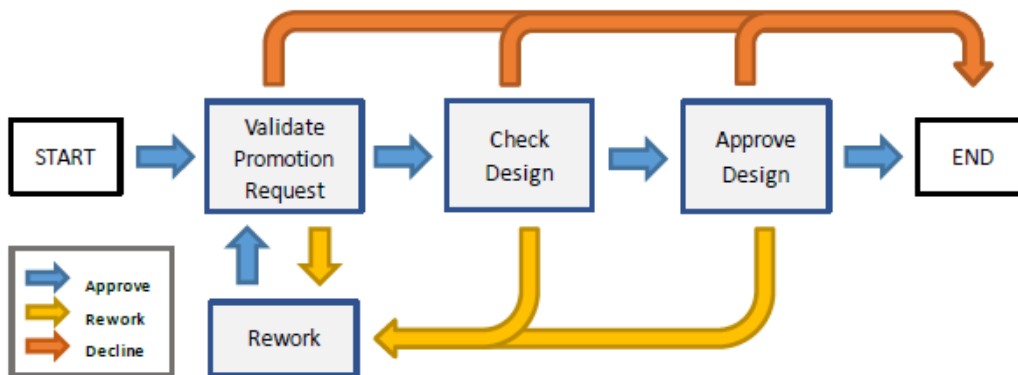 START
Validate
Promotion
Request
Check
Design
Approve
Design
END
Approve
Rework
Decline
Rework